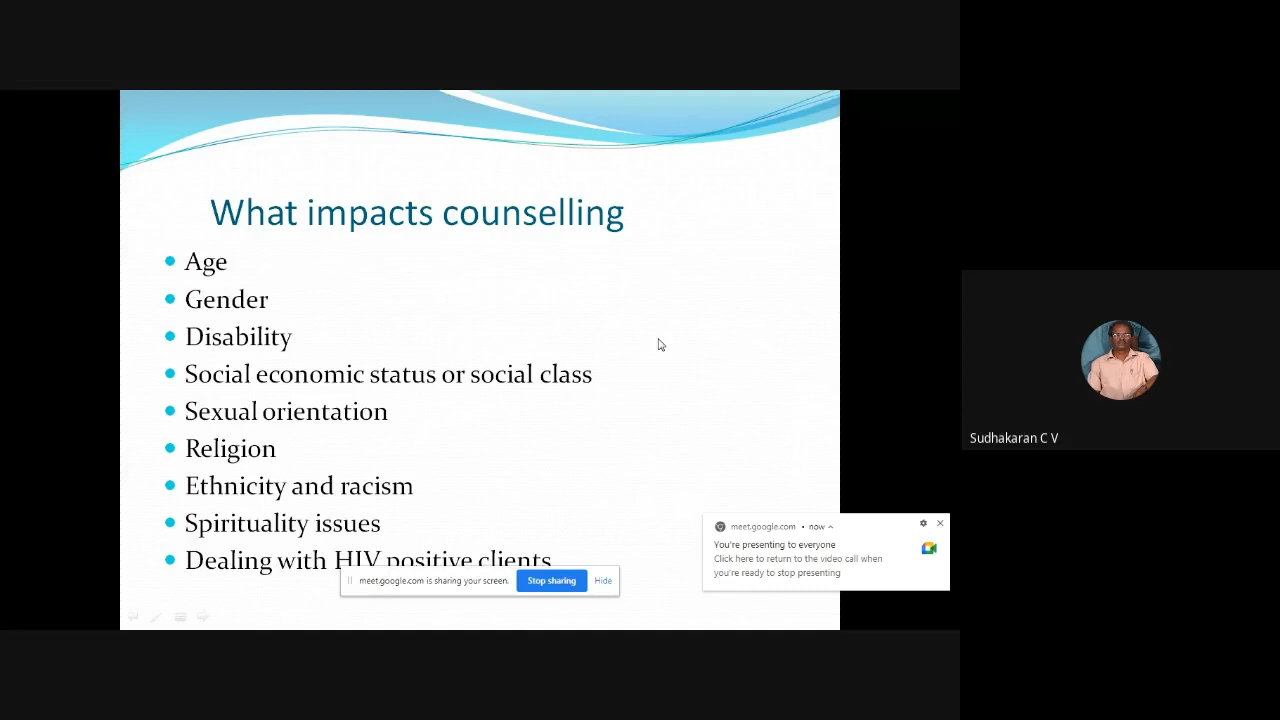 What impacts counselling
Age
Gender
Disability
Social economic status or social class
Sexual orientation
Religion
Ethnicity and racism
Spirituality issues
Dealing with HIV positive clients
meet.google.com is sharing your screen.
Stop sharing
Hide
meet.google.com • now
You're presenting to everyone
Click here to return to the video call when
you're ready to stop presenting
Sudhakaran C V